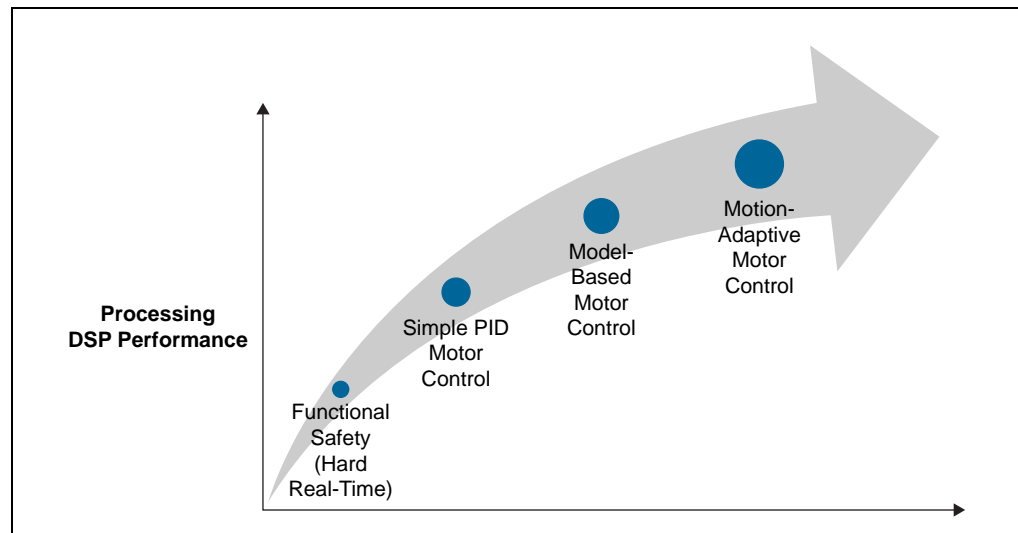 Processing
DSP Performance
Functional
Safety
(Hard
Real-Time)
Simple PID
Motor
Control
Model-
Based
Motor
Control
Motion-
Adaptive
Motor
Control